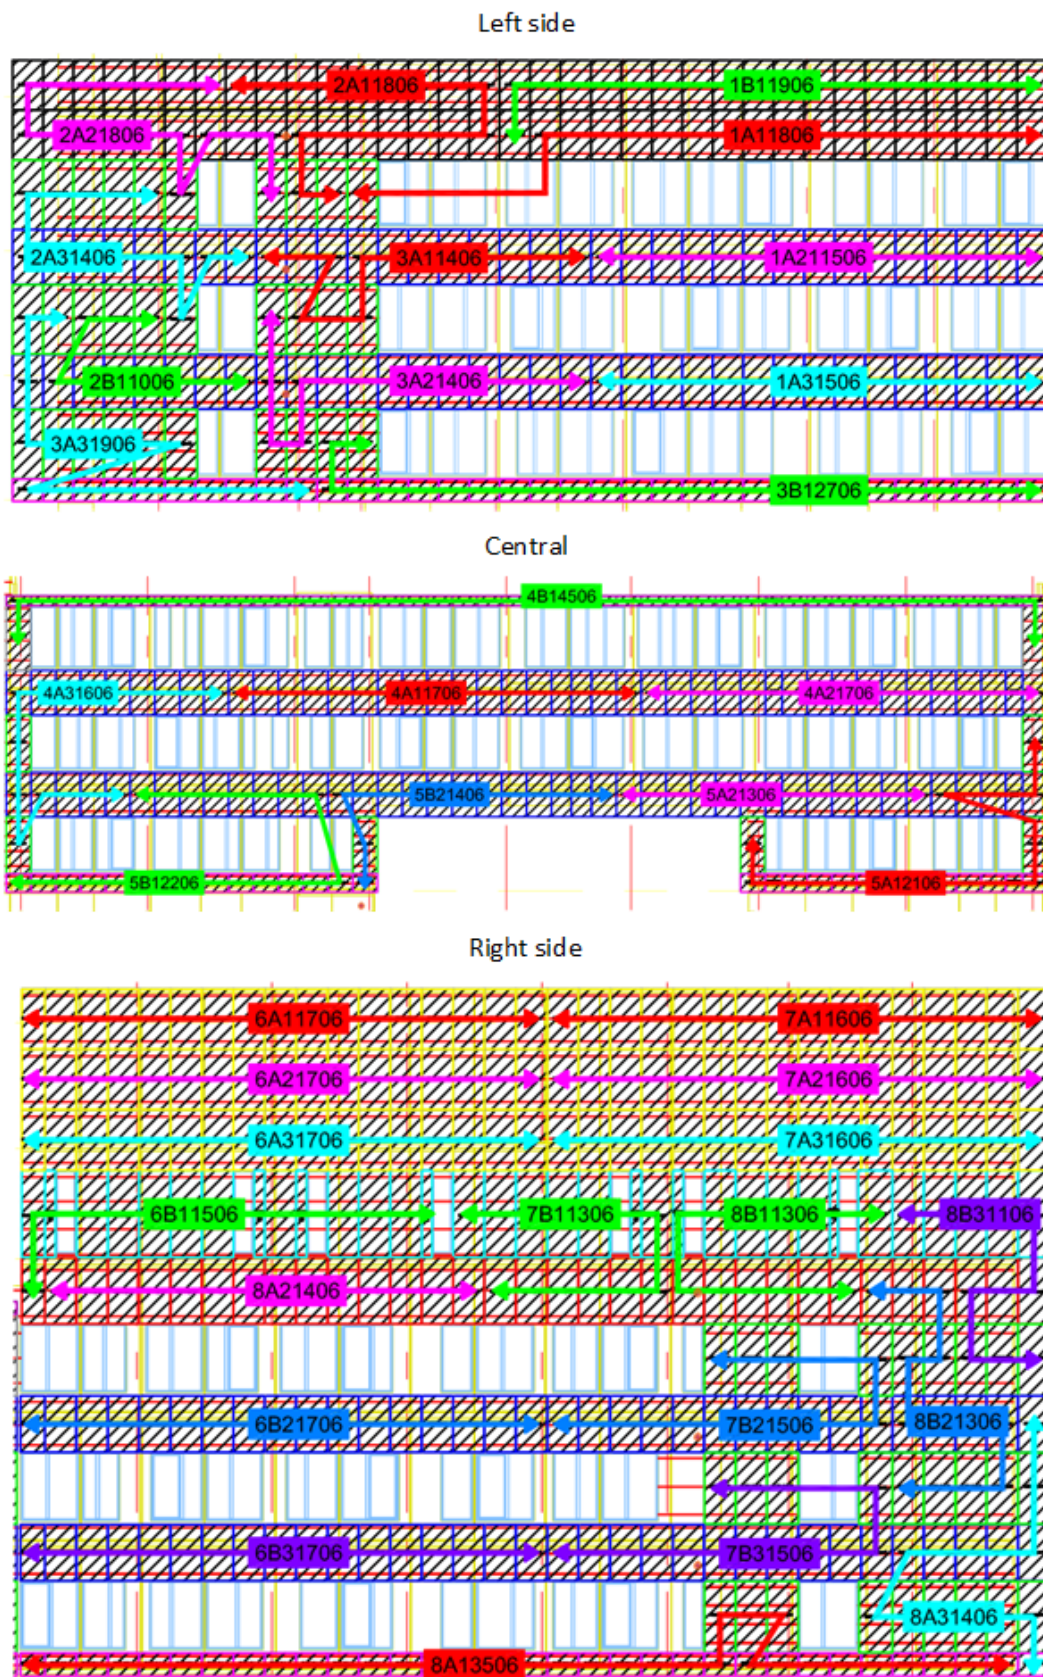 Left side
2A11806
1B11906
2A21806
1A11806
2A31406
3A11406
1A211506
2B11006
3A21406
1A31506
3A31906
3B12706
Central
4B14506
4A31606
4A11706
4A21706
5B21406
5A21306
5B12206
5A12106
Right side
6A11706
7A11606
6A21706
7A21606
6A31706
7A31606
6B11506
7B11306
8B11306
8B31106
8A21406
6B21706
7B21506
8B21306
6B31706
7B31506
8A31406
8A13506